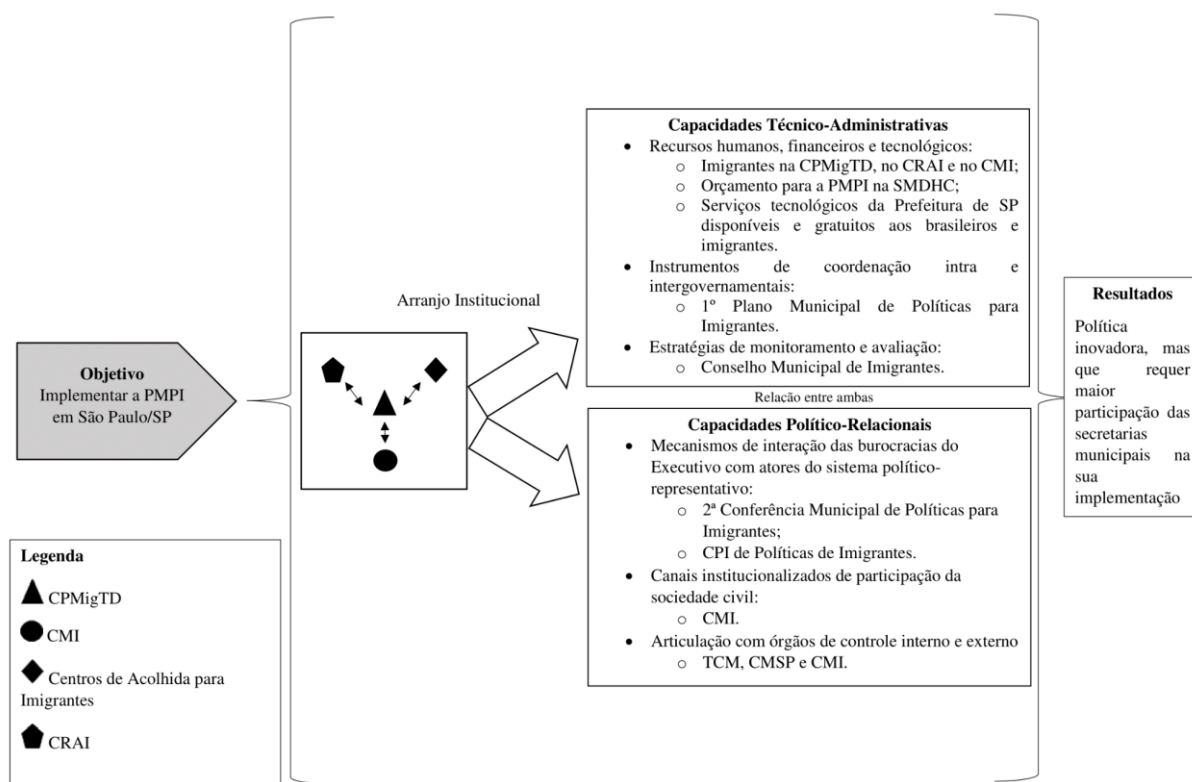 Objetivo
Implementar a PMPI
em São Paulo/SP
Arranjo Institucional
Capacidades Técnico-Administrativas
Recursos humanos, financeiros e tecnológicos:
Imigrantes na CPMigTD, no CRAI e no CMI;
Orçamento para a PMPI na SMDHC;
Serviços tecnológicos da Prefeitura de SP
disponíveis e gratuitos aos brasileiros e
imigrantes.
Instrumentos de coordenação intra e
intergovernamentais:
1º Plano Municipal de Políticas para
Imigrantes.
Estratégias de monitoramento e avaliação:
Conselho Municipal de Imigrantes.
Relação entre ambas
Capacidades Político-Relacionais
Mecanismos de interação das burocracias do
Executivo com atores do sistema político-
representativo:
2ª Conferência Municipal de Políticas para
Imigrantes;
CPI de Políticas de Imigrantes.
Canais institucionalizados de participação da
sociedade civil:
CMI.
Articulação com órgãos de controle interno e externo
TCM, CMSP e CMI.
Resultados
Política
inovadora, mas
que requer
maior
participação das
secretarias
municipais na
sua
implementação
Legenda
CPMigTD
CMI
Centros de Acolhida para
Imigrantes
CRAI